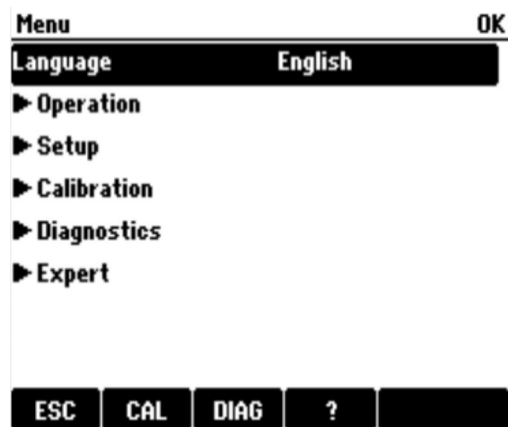 Menu OK
Language English
Operation
Setup
Calibration
Diagnostics
Expert
ESC CAL DIAG ?